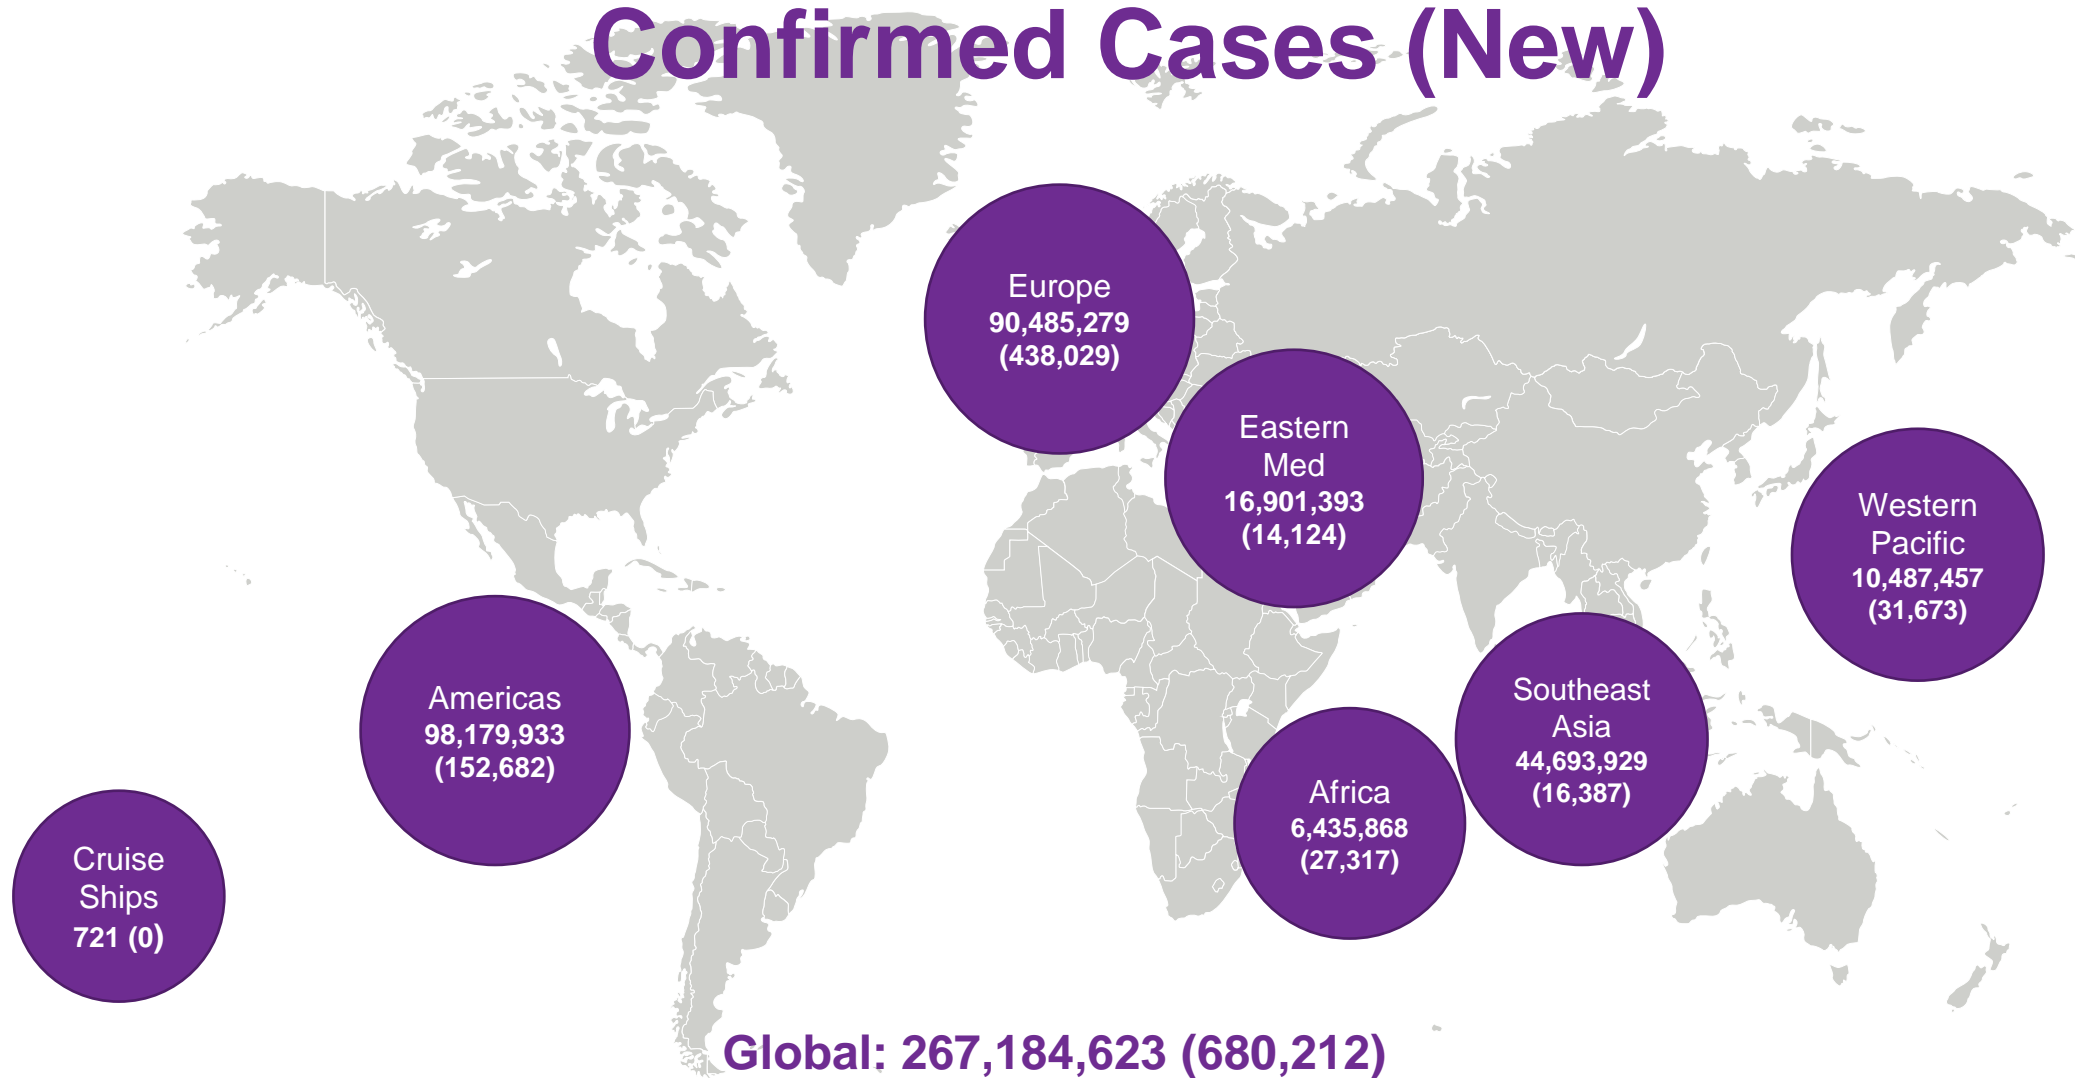 Confirmed Cases (New)
Europe
90,485,279
(438,029)
Eastern
Med
16,901,393
(14,124)
Western
Pacific
10,487,457
(31,673)
Americas
98,179,933
(152,682)
Southeast
Asia
44,693,929
(16,387)
Africa
6,435,868
(27,317)
Cruise
Ships
721 (0)
Global: 267,184,623 (680,212)